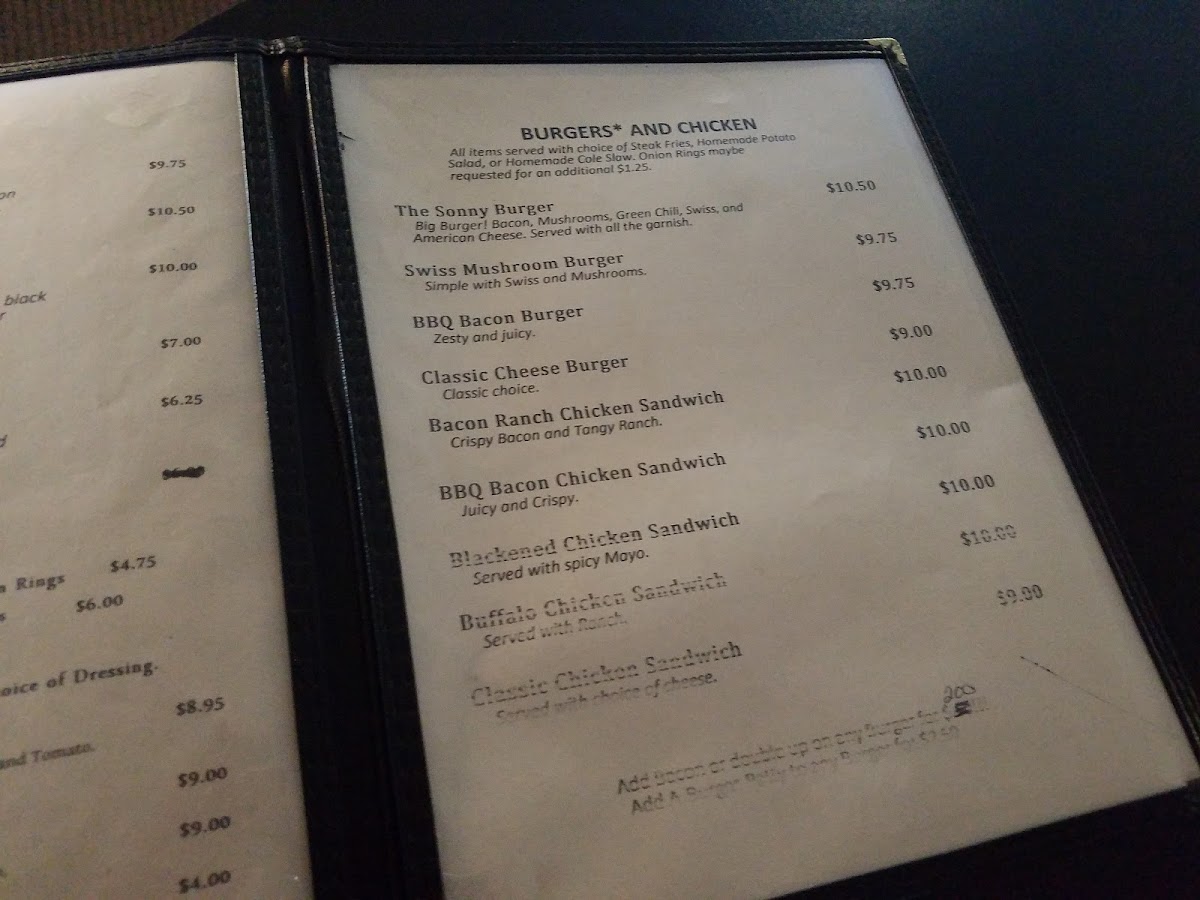 on
$9.75
$10.50
$10.00
black
r
$7.00
$6.25
d
Rings $4.75
s $6.00
oice of Dressing.
$8.95
and Tomato.
$9.00
$9.00
$4.00
BURGERS* AND CHICKEN
All items served with choice of Steak Fries, Homemade Potato
Salad, or Homemade Cole Slaw. Onion Rings maybe
requested for an additional $1.25.
The Sonny Burger $10.50
Big Burger! Bacon, Mushrooms, Green Chili, Swiss, and
American Cheese. Served with all the garnish.
Swiss Mushroom Burger $9.75
Simple with Swiss and Mushrooms.
BBQ Bacon Burger $9.75
Zesty and juicy.
Classic Cheese Burger $9.00
Classic choice.
Bacon Ranch Chicken Sandwich $10.00
Crispy Bacon and Tangy Ranch.
BBQ Bacon Chicken Sandwich $10.00
Juicy and Crispy.
Blackened Chicken Sandwich $10.00
Served with spicy Mayo.
Buffalo Chicken Sandwich $10.00
Served with Ranch.
Classic Chicken Sandwich $9.00
Served with choice of cheese.
Add Bacon or double up on any Burger for $ 200
Add A Burger Patty to any Burger for $2.50